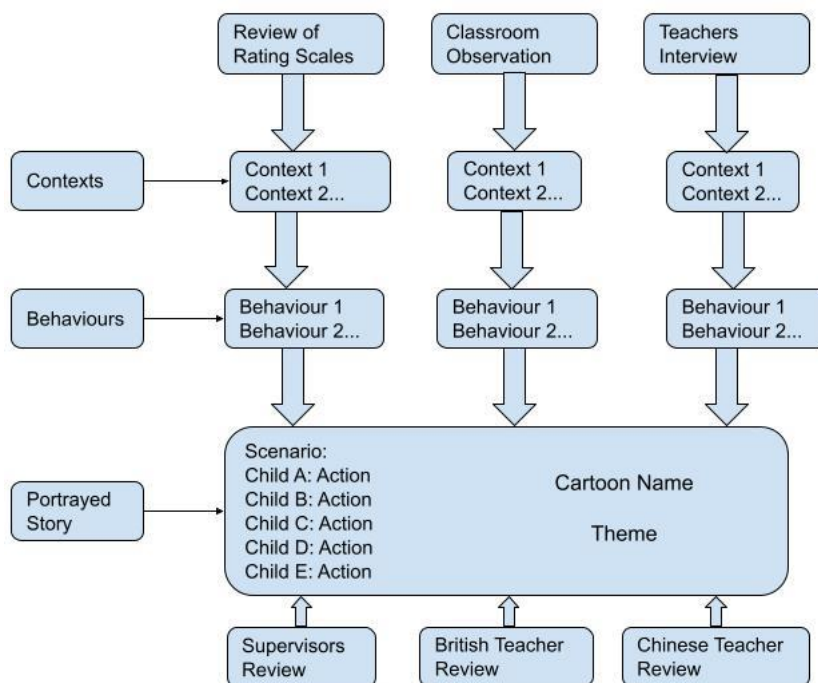 Review of
Rating Scales
Classroom
Observation
Teachers
Interview
Contexts
Context 1
Context 2...
Context 1
Context 2...
Context 1
Context 2...
Behaviours
Behaviour 1
Behaviour 2...
Behaviour 1
Behaviour 2...
Behaviour 1
Behaviour 2...
Portrayed
Story
Scenario:
Child A: Action
Child B: Action
Child C: Action
Child D: Action
Child E: Action
Cartoon Name
Theme
Supervisors
Review
British Teacher
Review
Chinese Teacher
Review